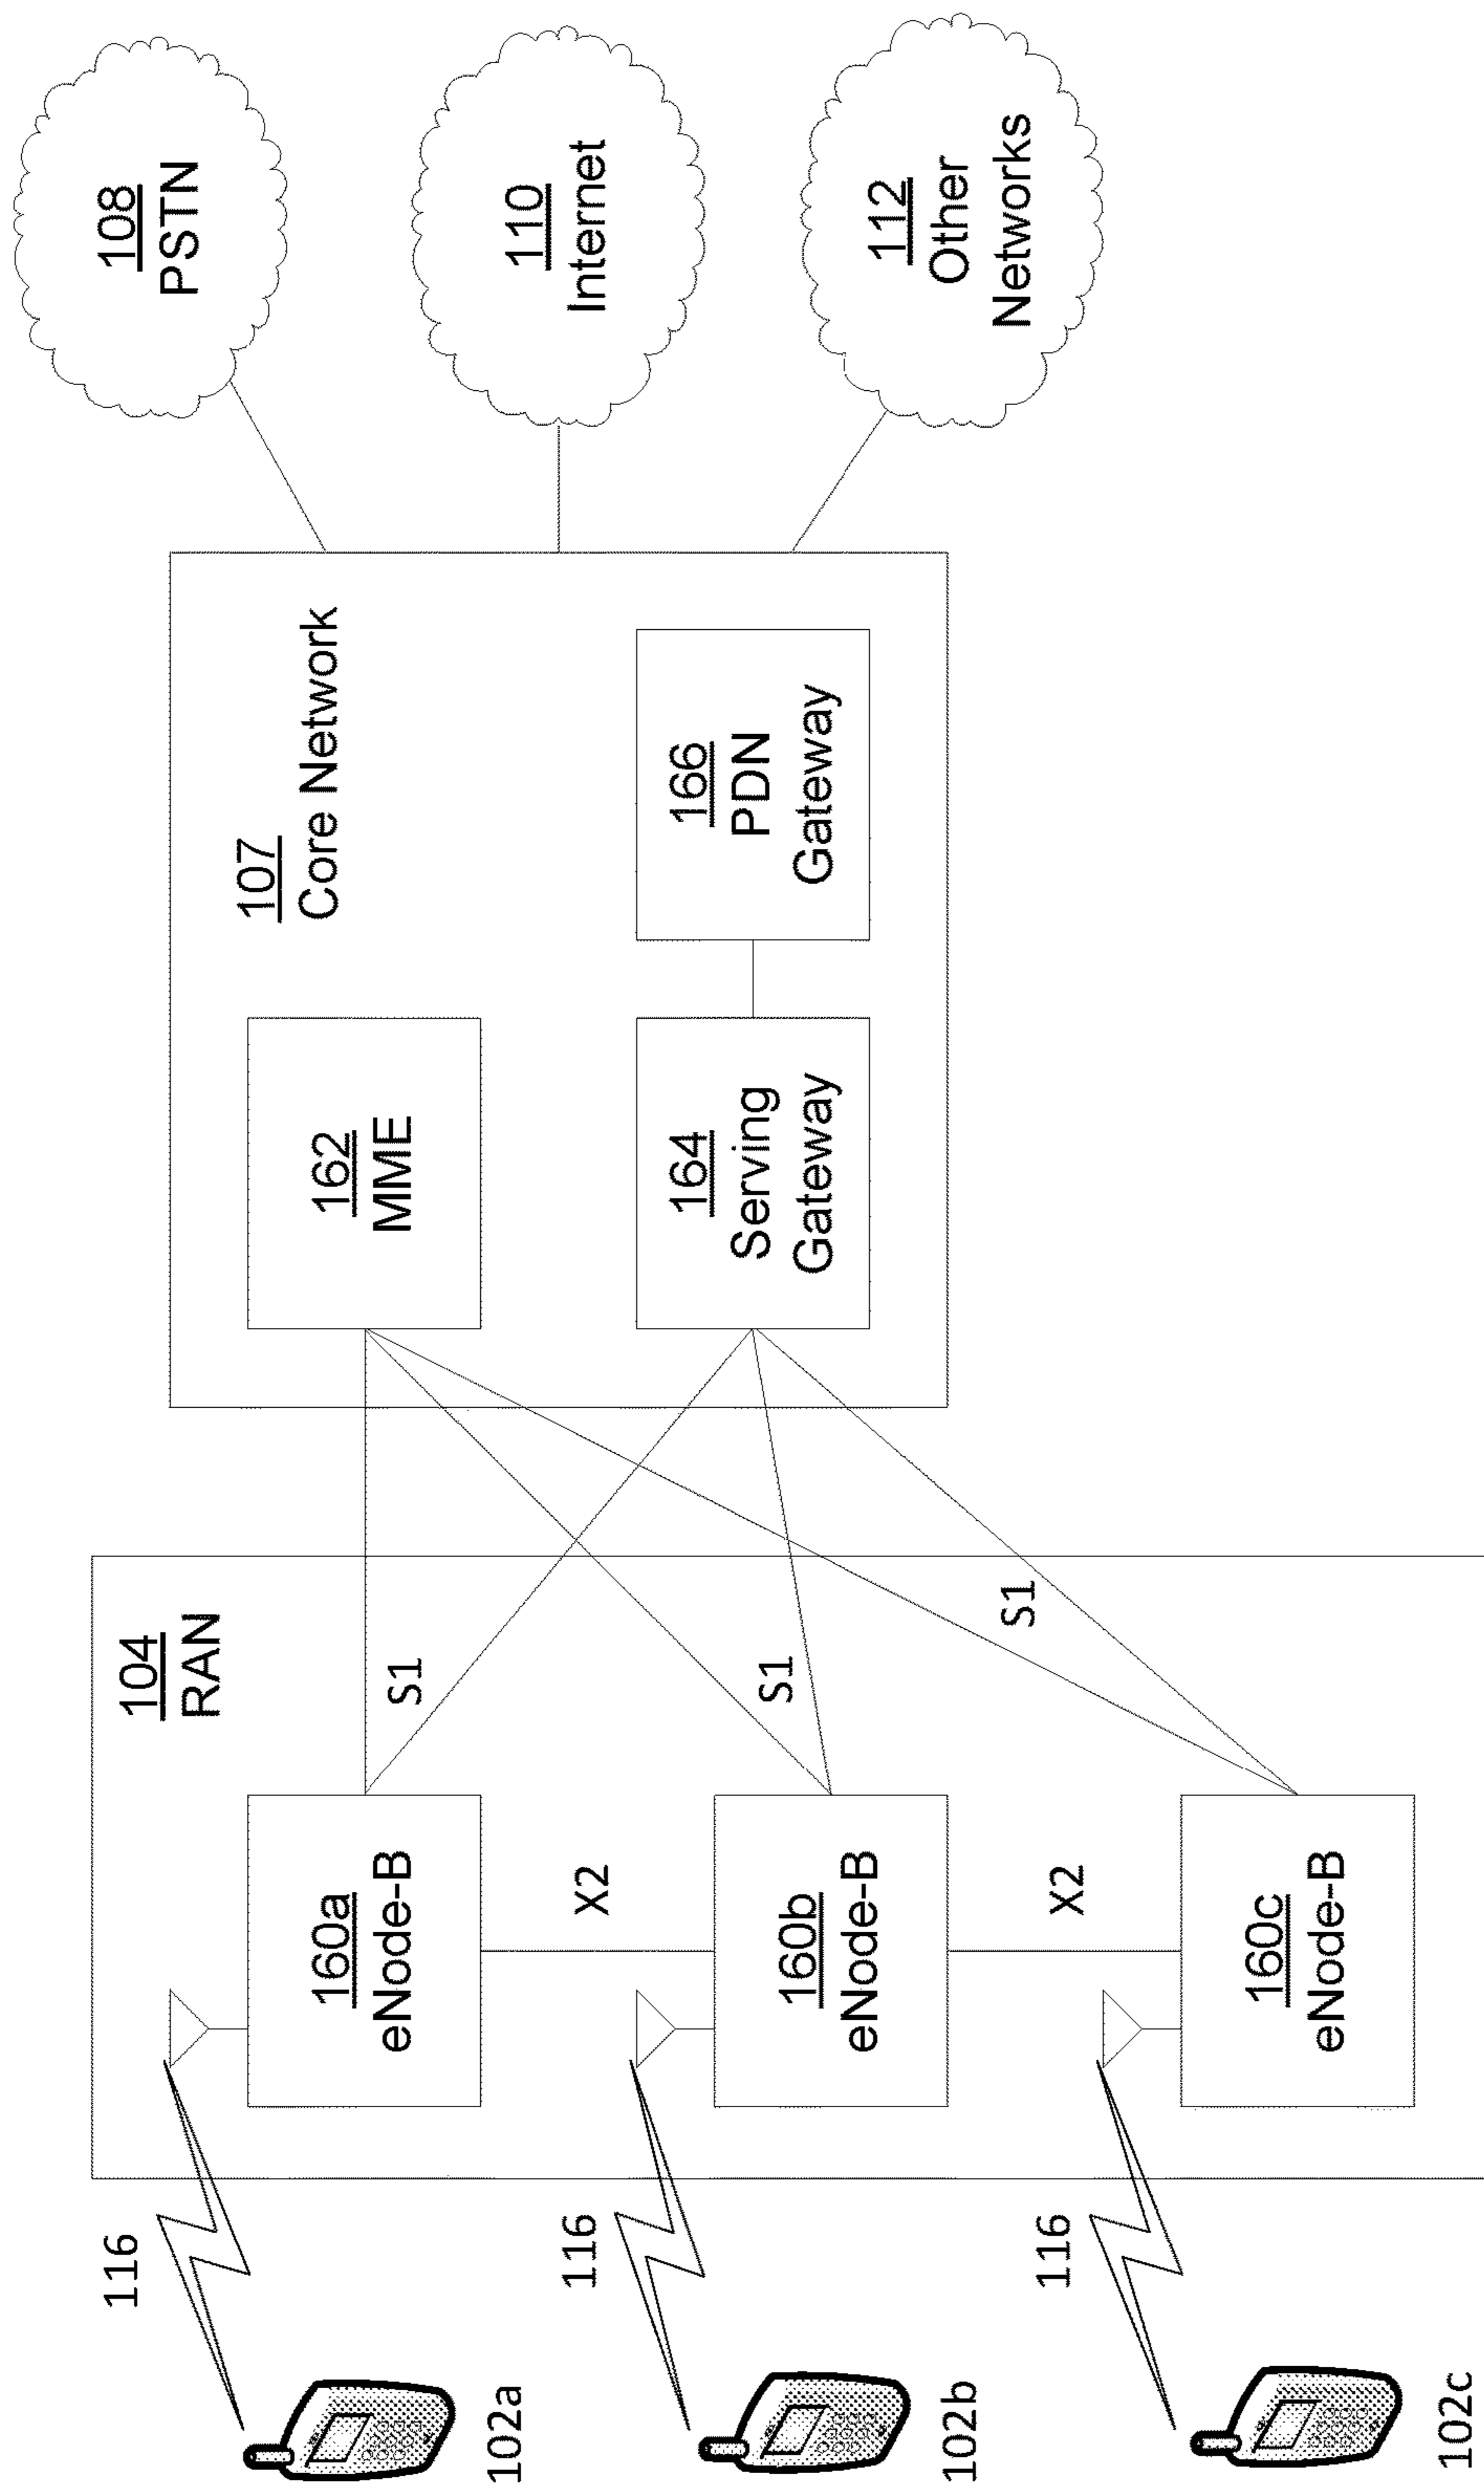 116
102a
116
102b
116
102c
104
RAN
160a
eNode-B
X2
160b
eNode-B
X2
160c
eNode-B
S1
S1
S1
107
Core Network
162
MME
164
Serving
Gateway
166
PDN
Gateway
108
PSTN
110
Internet
112
Other
Networks